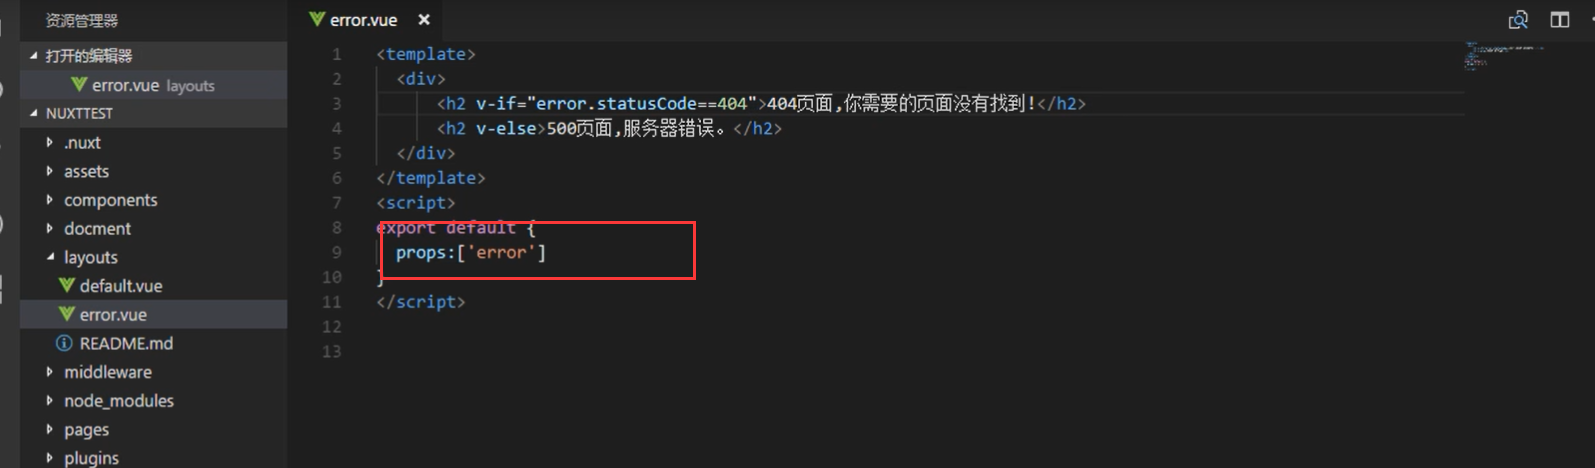 资源管理器
打开的编辑器
error.vue layouts
NUXTTEST
.nuxt
assets
components
docment
layouts
default.vue
error.vue
README.md
middleware
node_modules
pages
plugins
error.vue ×
1 <template>
2 <div>
3 <h2 v-if="error.statusCode==404">404页面,你需要的页面没有找到!</h2>
4 <h2 v-else>500页面,服务器错误。</h2>
5 </div>
6 </template>
7 <script>
8 export default {
9 props:['error']
10 }
11 </script>
12
13